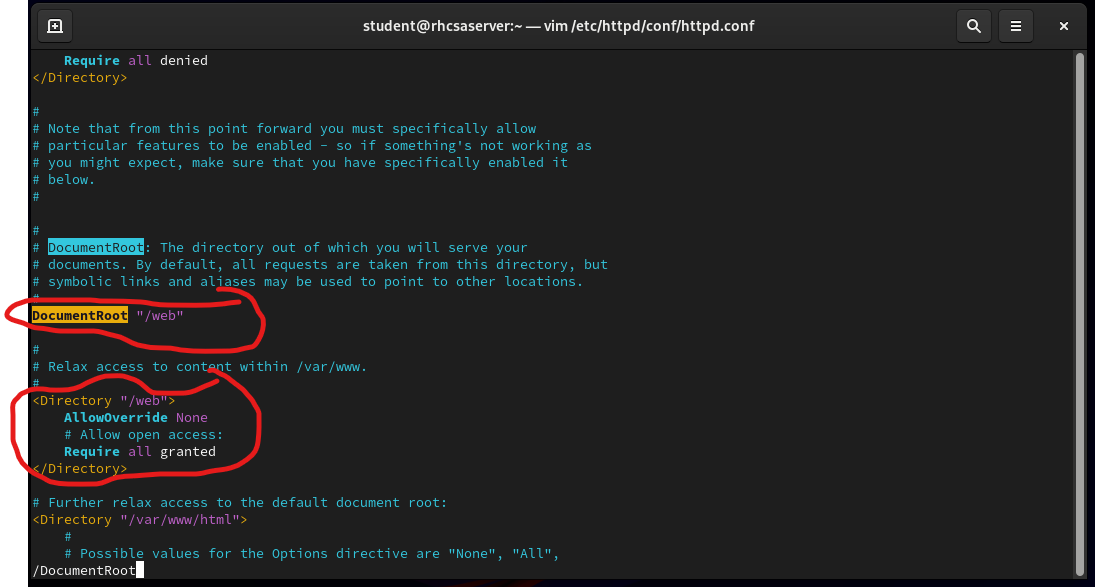 student@rhcsaserver:~ — vim /etc/httpd/conf/httpd.conf
    Require all denied
</Directory>

#
# Note that from this point forward you must specifically allow
# particular features to be enabled - so if something's not working as
# you might expect, make sure that you have specifically enabled it
# below.
#

#
# DocumentRoot: The directory out of which you will serve your
# documents. By default, all requests are taken from this directory, but
# symbolic links and aliases may be used to point to other locations.
#
DocumentRoot "/web"

#
# Relax access to content within /var/www.
#
<Directory "/web">
    AllowOverride None
    # Allow open access:
    Require all granted
</Directory>

# Further relax access to the default document root:
<Directory "/var/www/html">
    #
    # Possible values for the Options directive are "None", "All",
/DocumentRoot